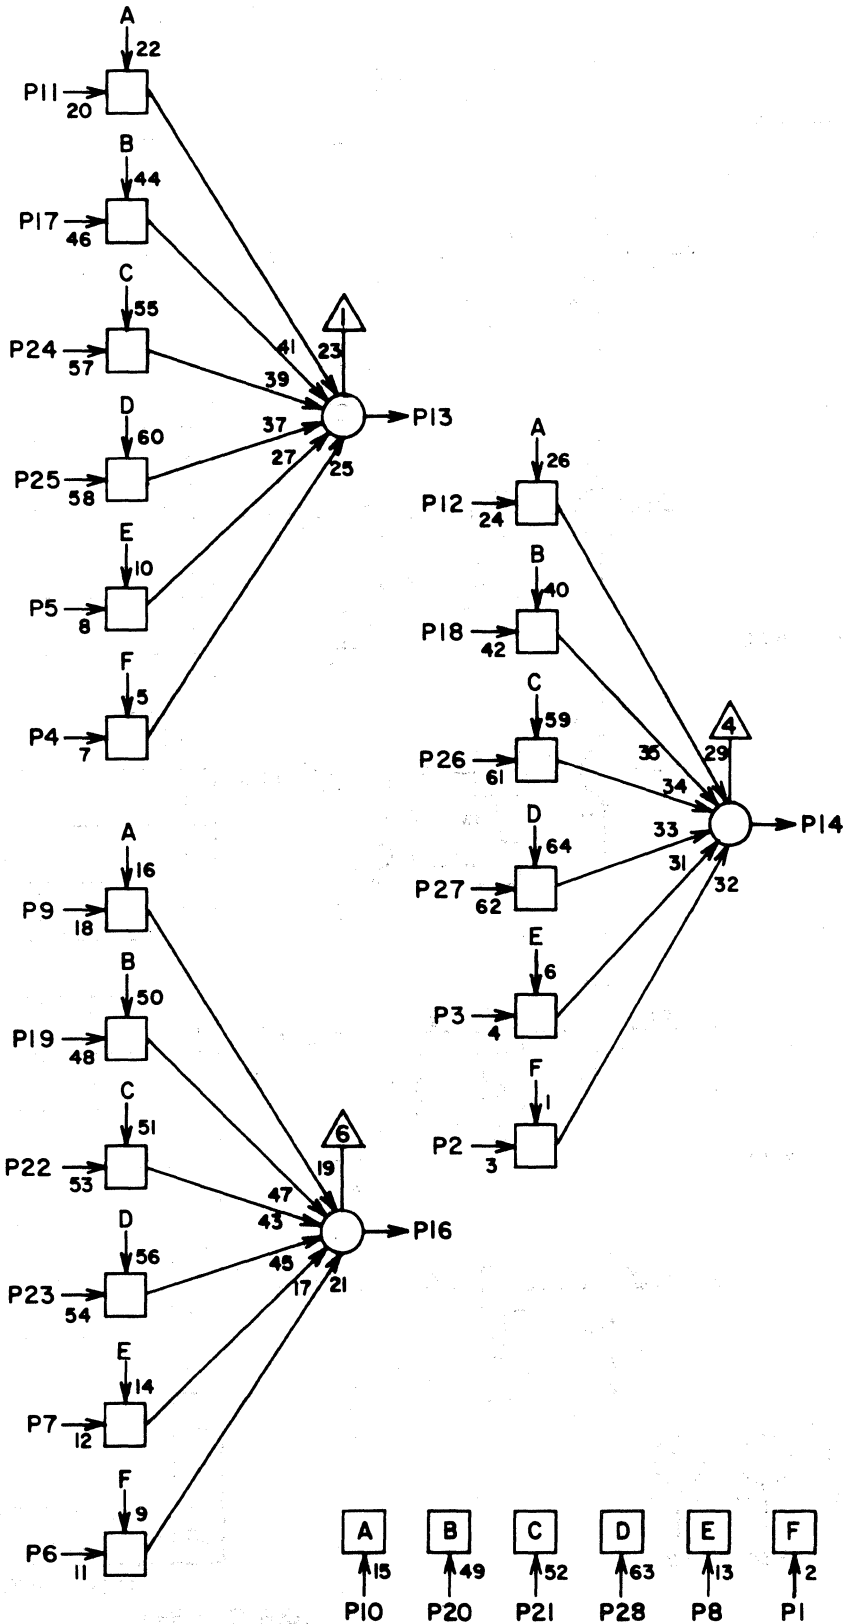 A
22
P11
20
B
44
P17
46
C
55
1
P24
57
41
23
39
D
60
37
P13
P25
58
27
25
E
10
P5
8
F
5
P4
7
A
26
P12
24
B
40
P18
42
C
59
4
P26
61
35
29
34
D
64
33
P14
P27
62
31
32
E
6
P3
4
F
1
P2
3
A
16
P9
18
B
50
P19
48
C
51
6
P22
53
19
47
43
D
56
P16
45
P23
54
17
21
E
14
P7
12
F
9
P6
11
A B C D E F
15 49 52 63 13 2
P10 P20 P21 P28 P8 P1